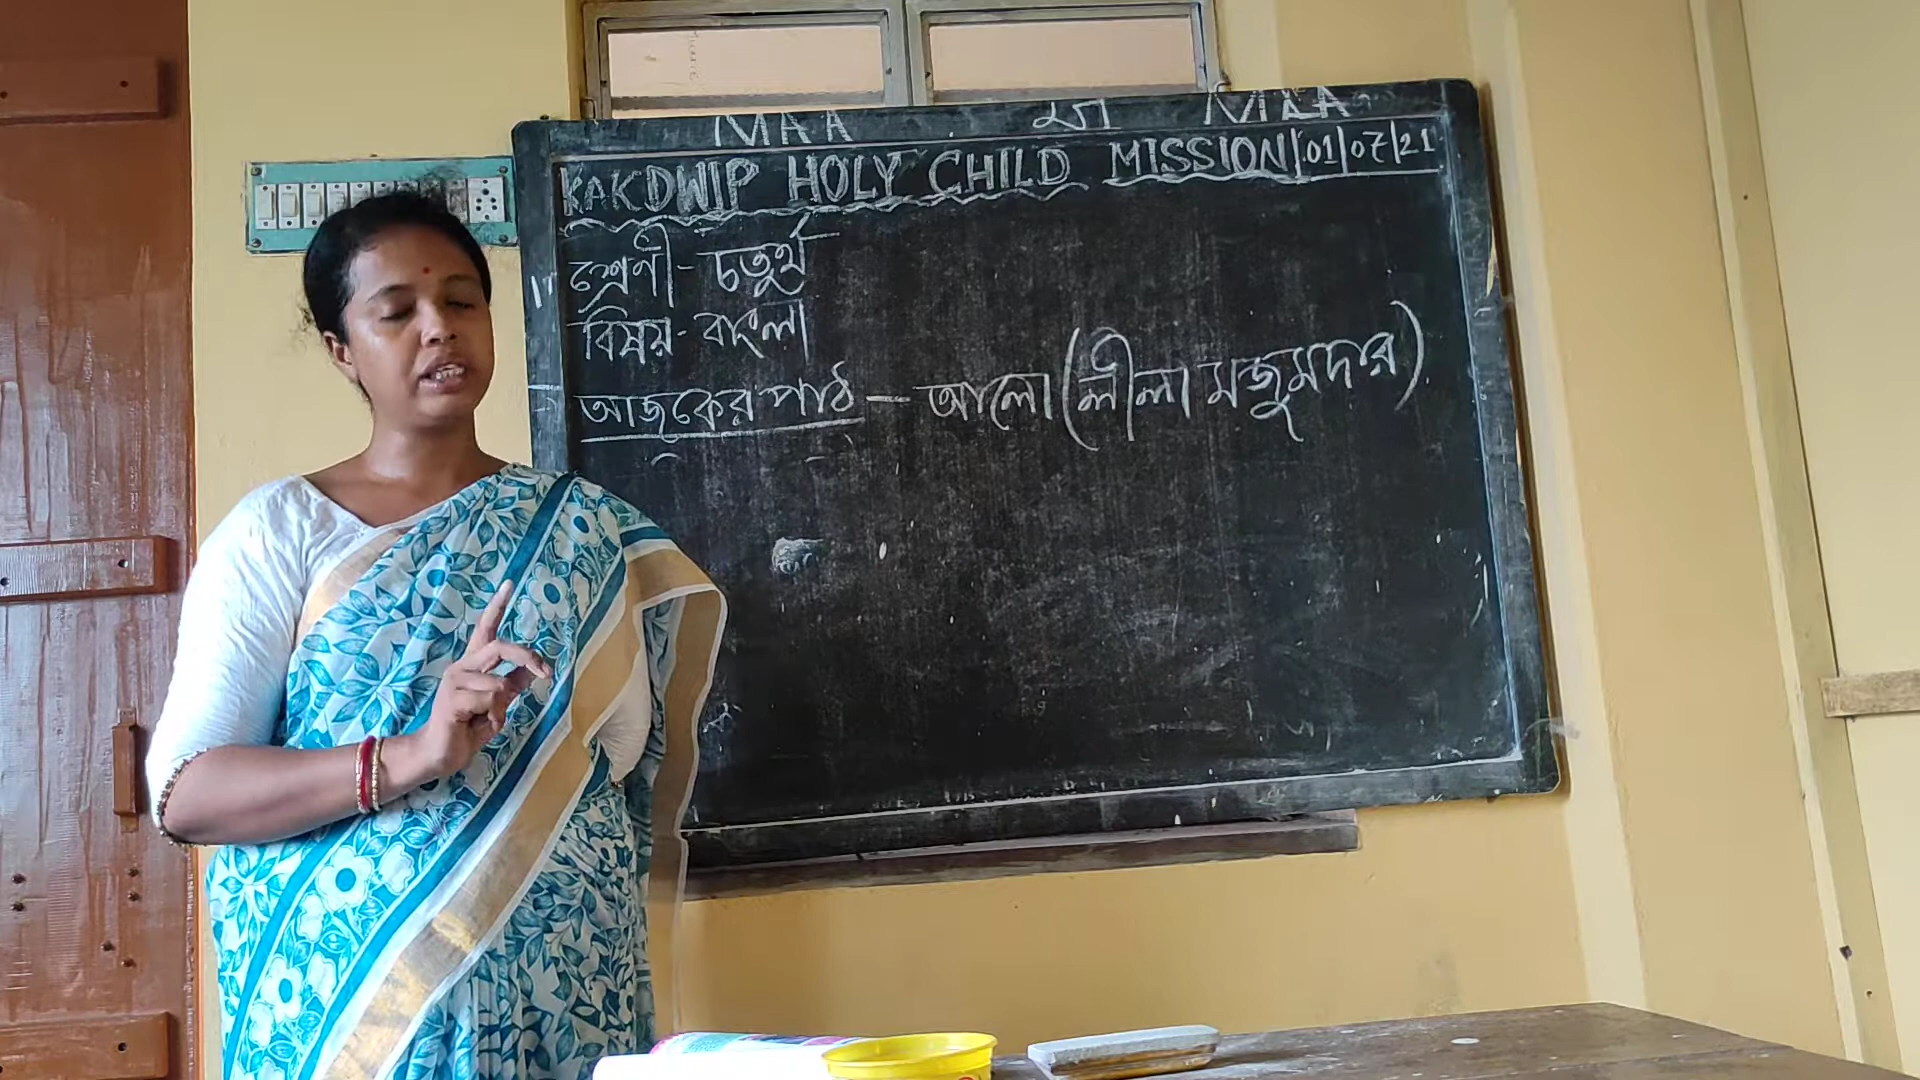 MAA মা MAA
KAKDWIP HOLY CHILD MISSION 01/07/21
শ্রেণী - চতুর্থ
বিষয় - বাংলা
আজকের পাঠ — আলো (লীলা মজুমদার)